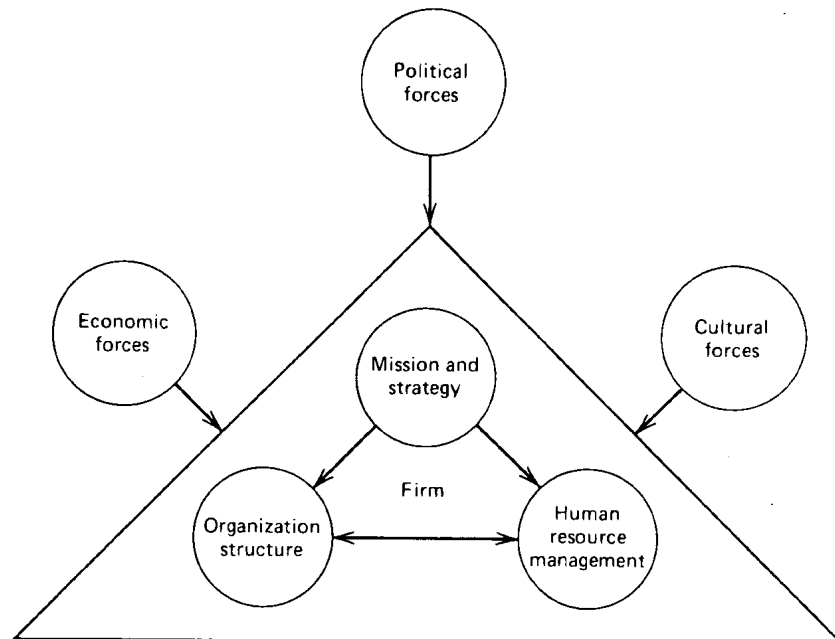 Political
forces
Economic
forces
Cultural
forces
Mission and
strategy
Firm
Organization
structure
Human
resource
management